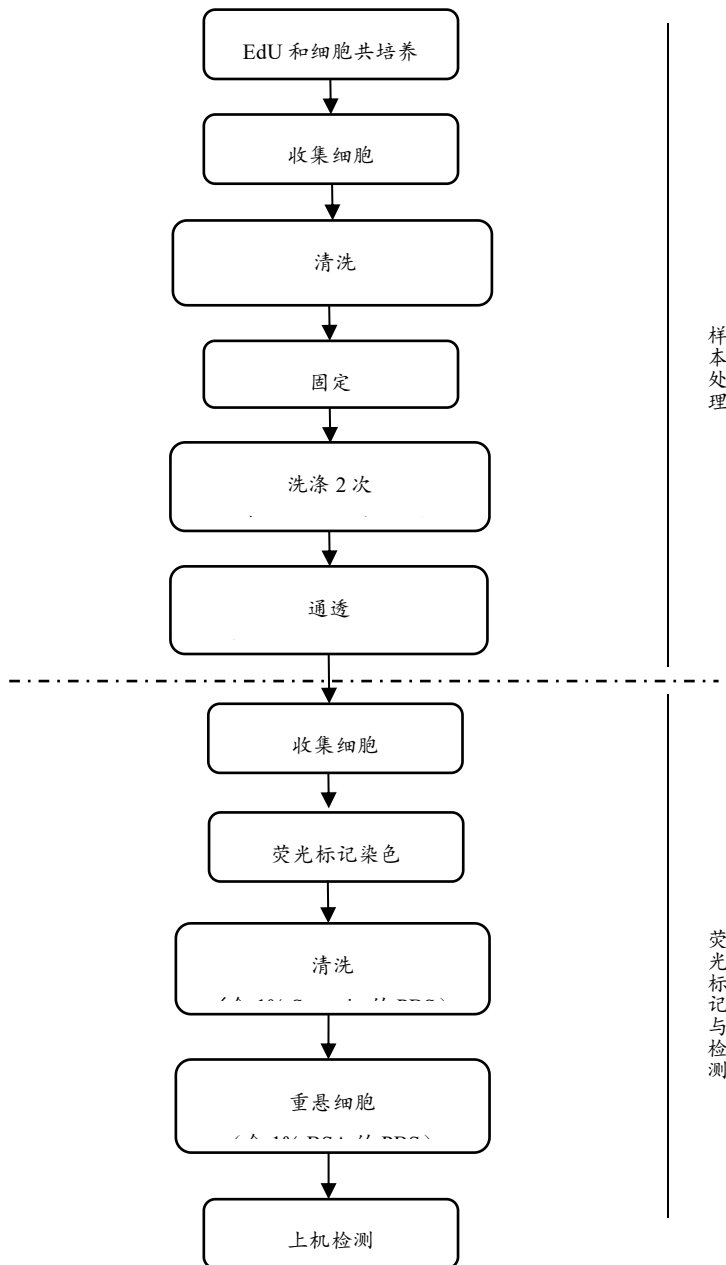 EdU 和细胞共培养
收集细胞
清洗
固定
洗涤 2 次
通透
样本处理
收集细胞
荧光标记染色
清洗
重悬细胞
上机检测
荧光标记与检测